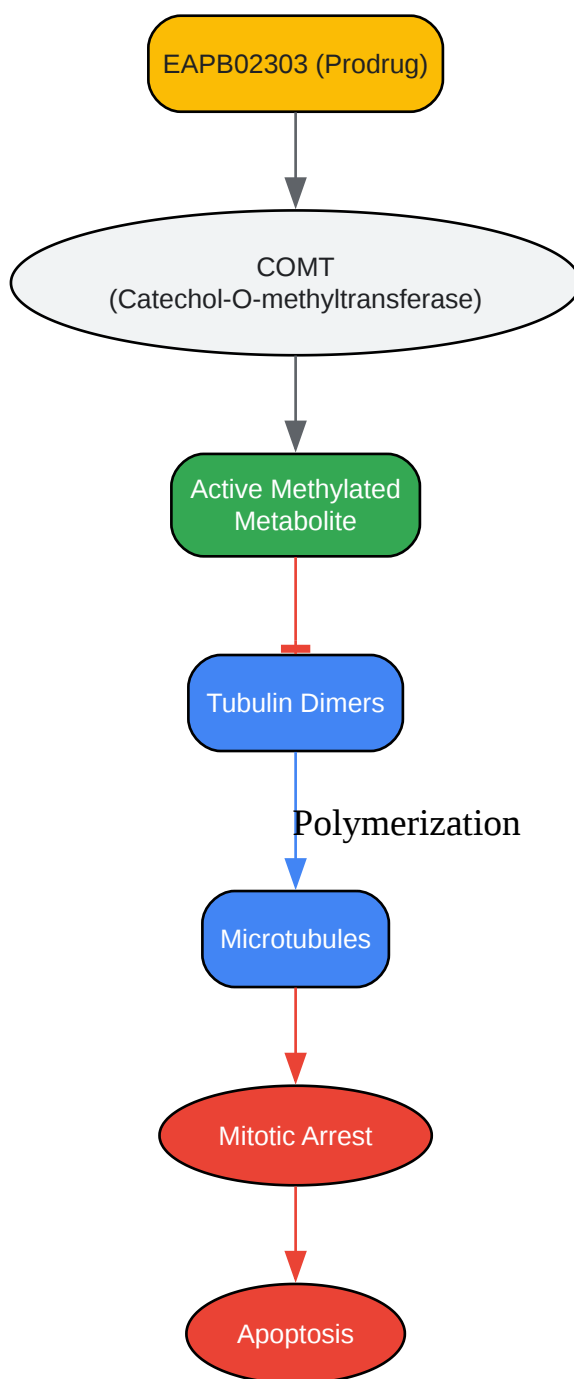 EAPB02303 (Prodrug)
COMT
(Catechol-O-methyltransferase)
Active Methylated
Metabolite
Tubulin Dimers
Polymerization
Microtubules
Mitotic Arrest
Apoptosis